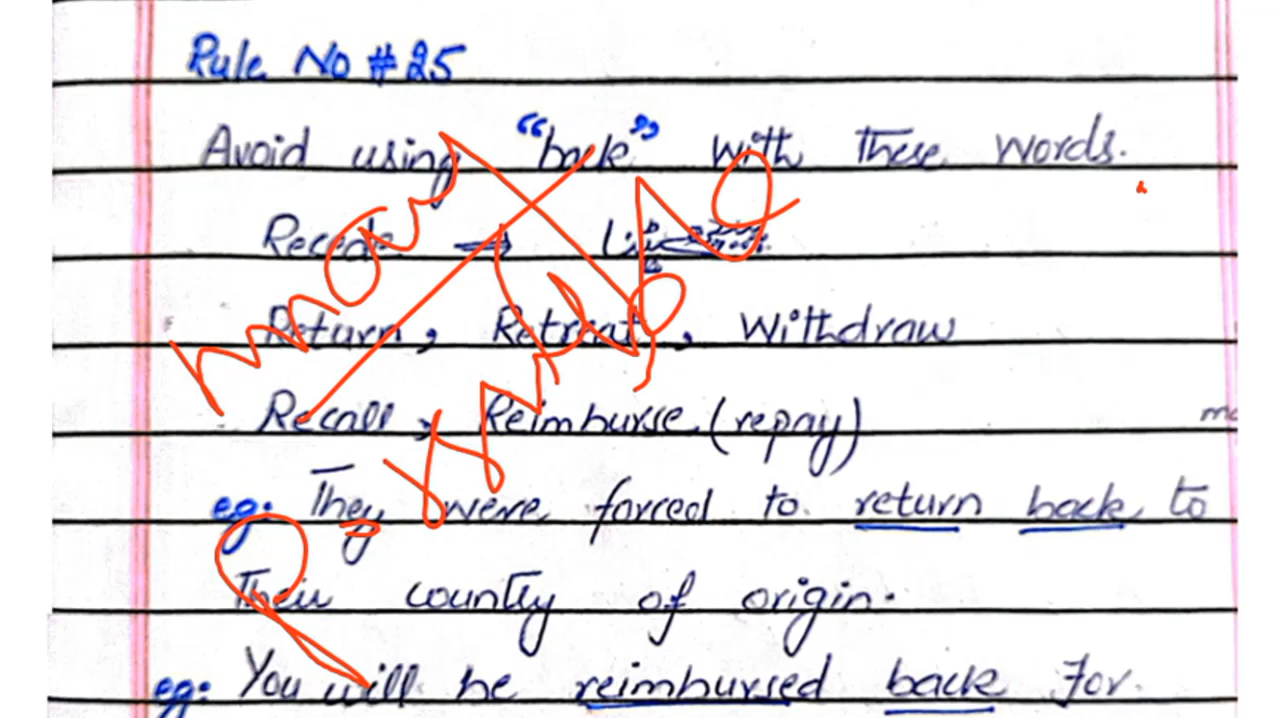 Rule No #25
Avoid using "back" with these words.
Recede →
Return, Retreat, Withdraw
Recall, Reimburse (repay)
eg: They were forced to return back to
their country of origin.
eg: You will be reimbursed back for